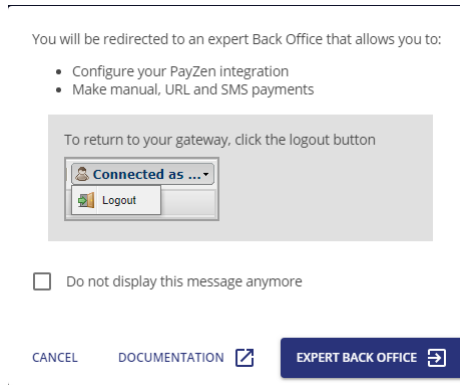 You will be redirected to an expert Back Office that allows you to:
• Configure your PayZen integration
• Make manual, URL and SMS payments
To return to your gateway, click the logout button
Connected as ...
Logout
Do not display this message anymore
CANCEL DOCUMENTATION EXPERT BACK OFFICE